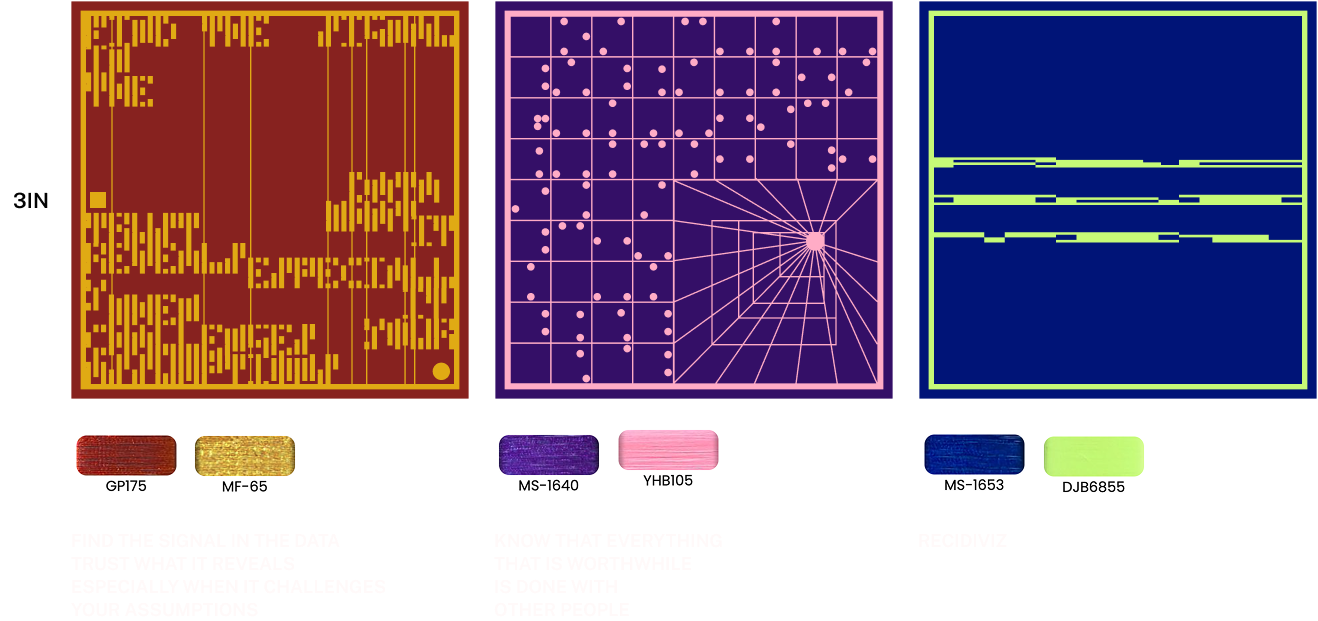 3IN
GP175
MF-65
MS-1640
YHB105
MS-1653
DJB6855
FIND THE SIGNAL IN THE DATA
TRUST WHAT IT REVEALS
ESPECIALLY WHEN IT CHALLENGES
YOUR ASSUMPTIONS
KNOW THAT EVERYTHING
THAT IS WORTHWHILE
IS DONE WITH
OTHER PEOPLE
RECIDIVIZ